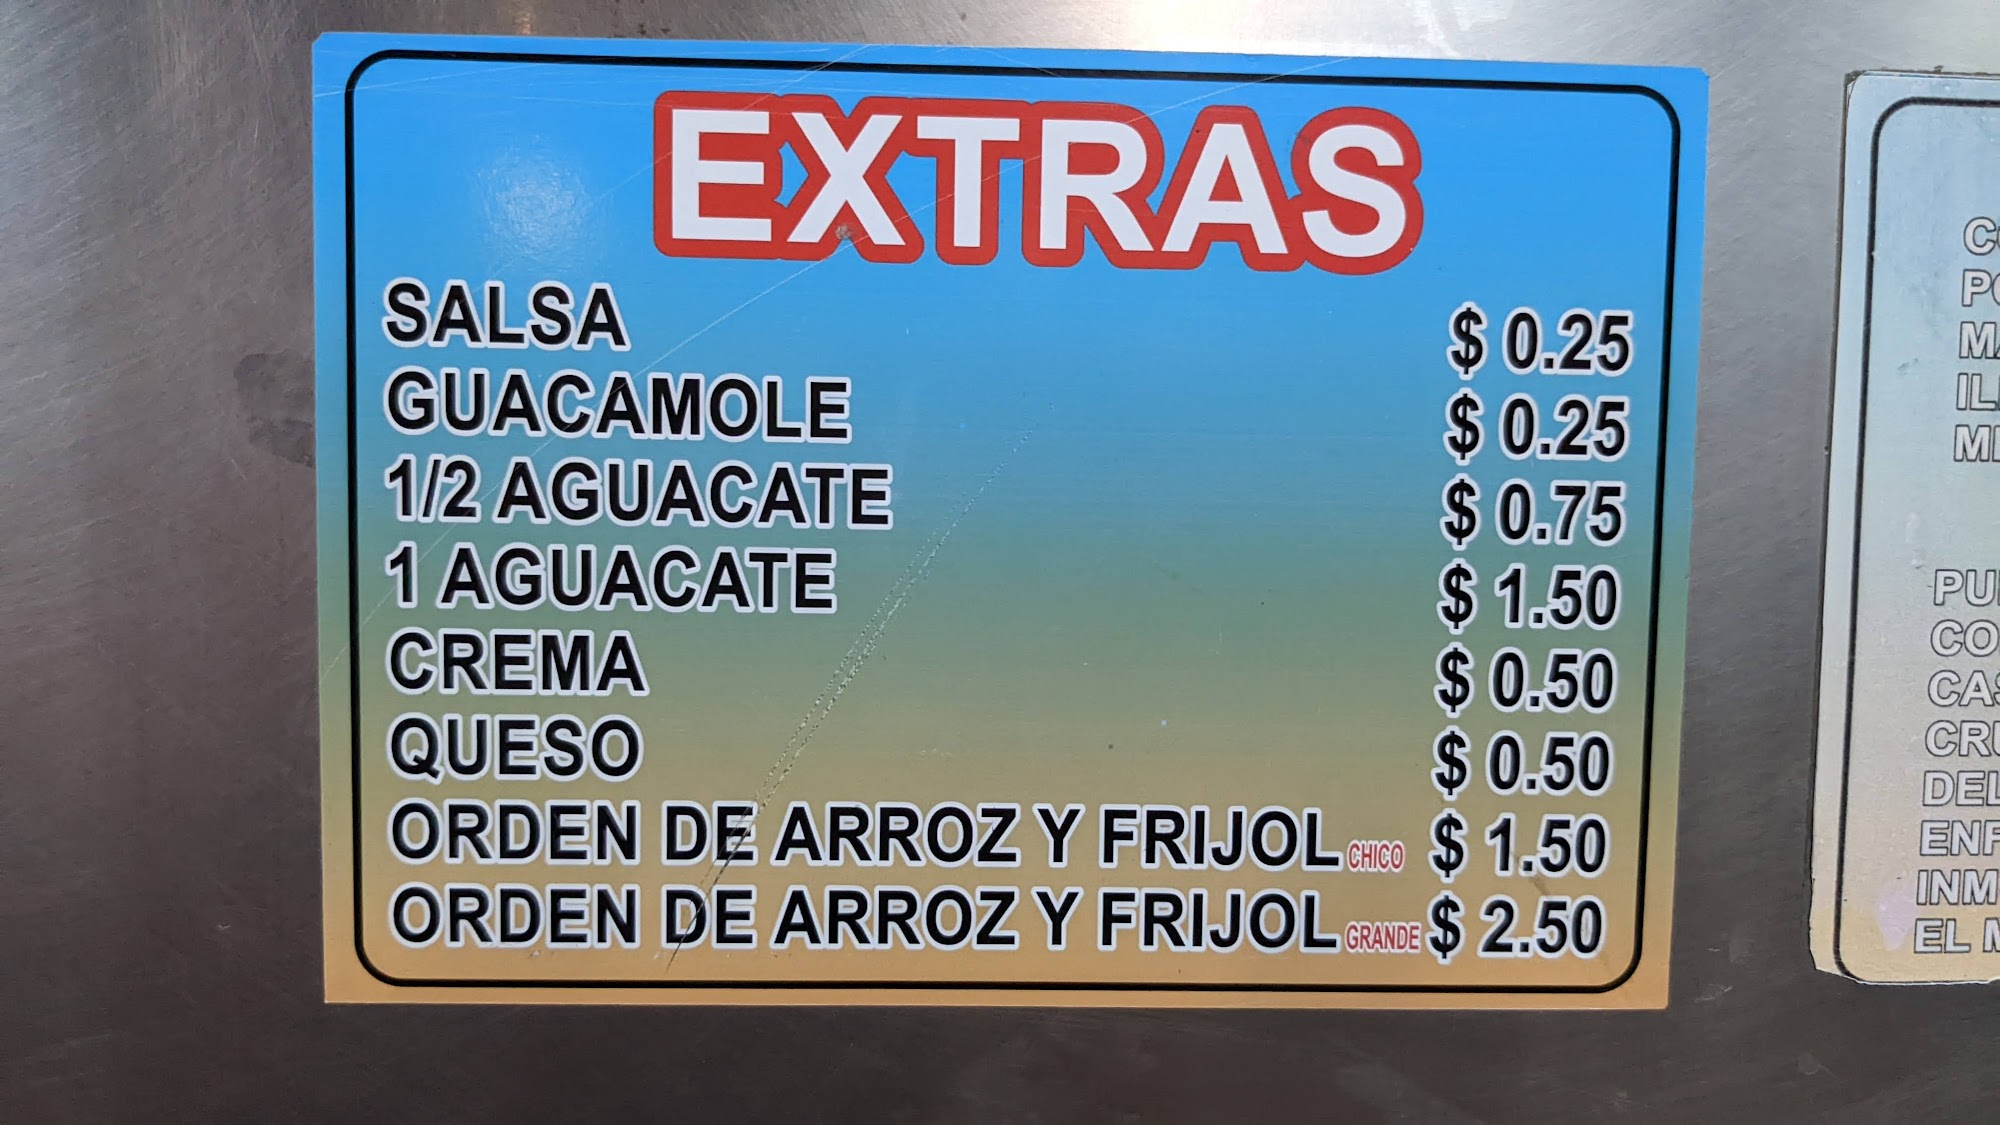 EXTRAS
SALSA $ 0.25
GUACAMOLE $ 0.25
1/2 AGUACATE $ 0.75
1 AGUACATE $ 1.50
CREMA $ 0.50
QUESO $ 0.50
ORDEN DE ARROZ Y FRIJOL CHICO $ 1.50
ORDEN DE ARROZ Y FRIJOL GRANDE $ 2.50